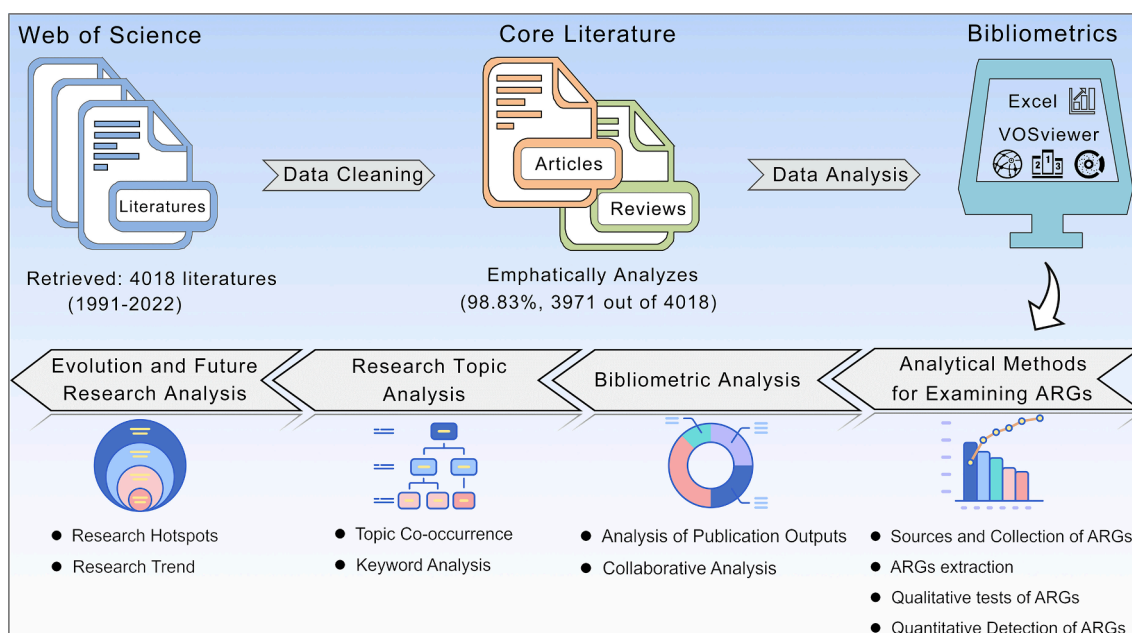 Web of Science
Core Literature
Bibliometrics
Literatures
Data Cleaning
Articles
Reviews
Data Analysis
Excel
VOSviewer
2 1 3
Retrieved: 4018 literatures
(1991-2022)
Emphatically Analyzes
(98.83%, 3971 out of 4018)
Evolution and Future
Research Analysis
Research Topic
Analysis
Bibliometric Analysis
Analytical Methods
for Examining ARGs
● Research Hotspots
● Research Trend
● Topic Co-occurrence
● Keyword Analysis
● Analysis of Publication Outputs
● Collaborative Analysis
● Sources and Collection of ARGs
● ARGs extraction
● Qualitative tests of ARGs
● Quantitative Detection of ARGs